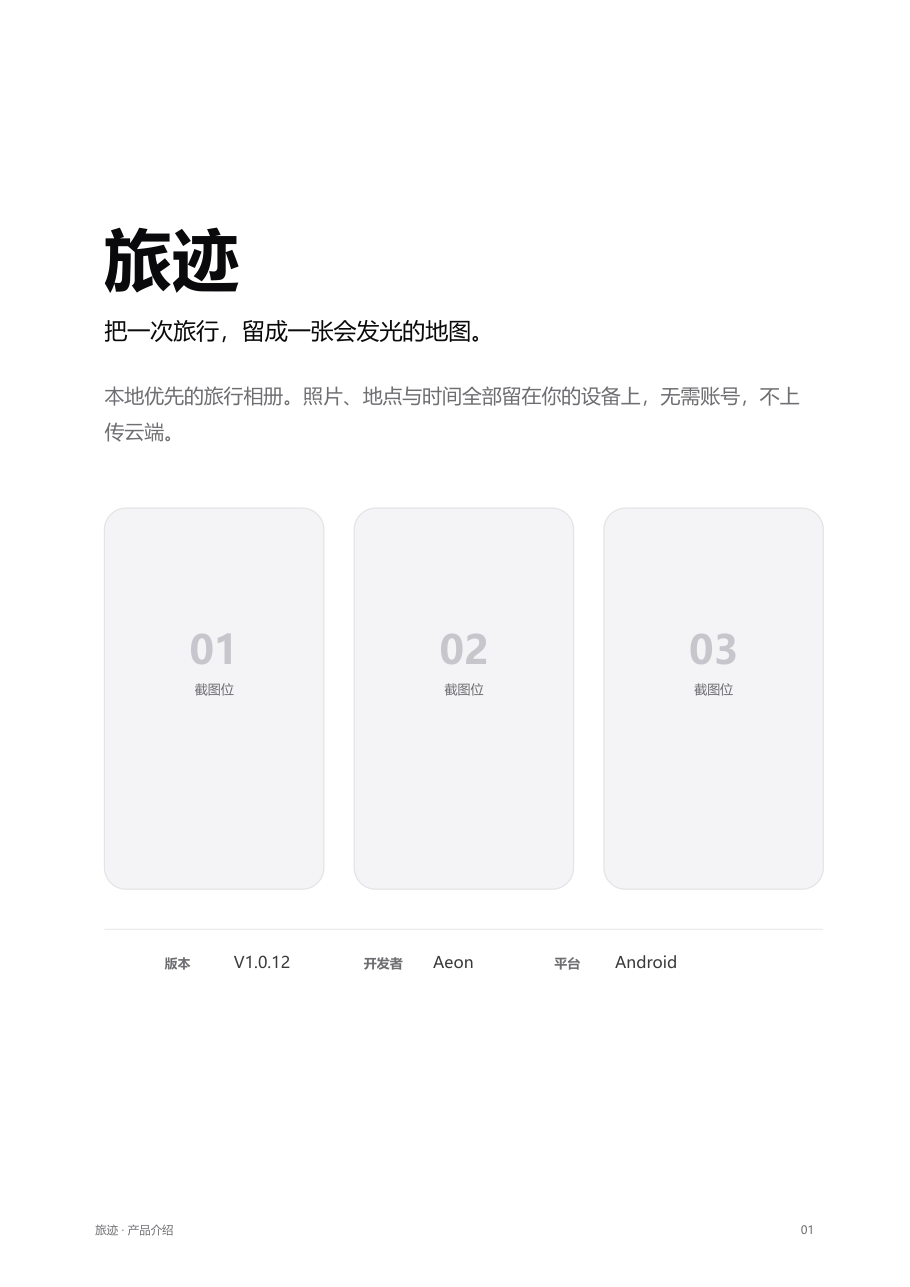 旅迹
把一次旅行，留成一张会发光的地图。
本地优先的旅行相册。照片、地点与时间全部留在你的设备上，无需账号，不上
传云端。
01 02 03
截图位 截图位 截图位
版本 V1.0.12 开发者 Aeon 平台 Android
旅迹 · 产品介绍 01